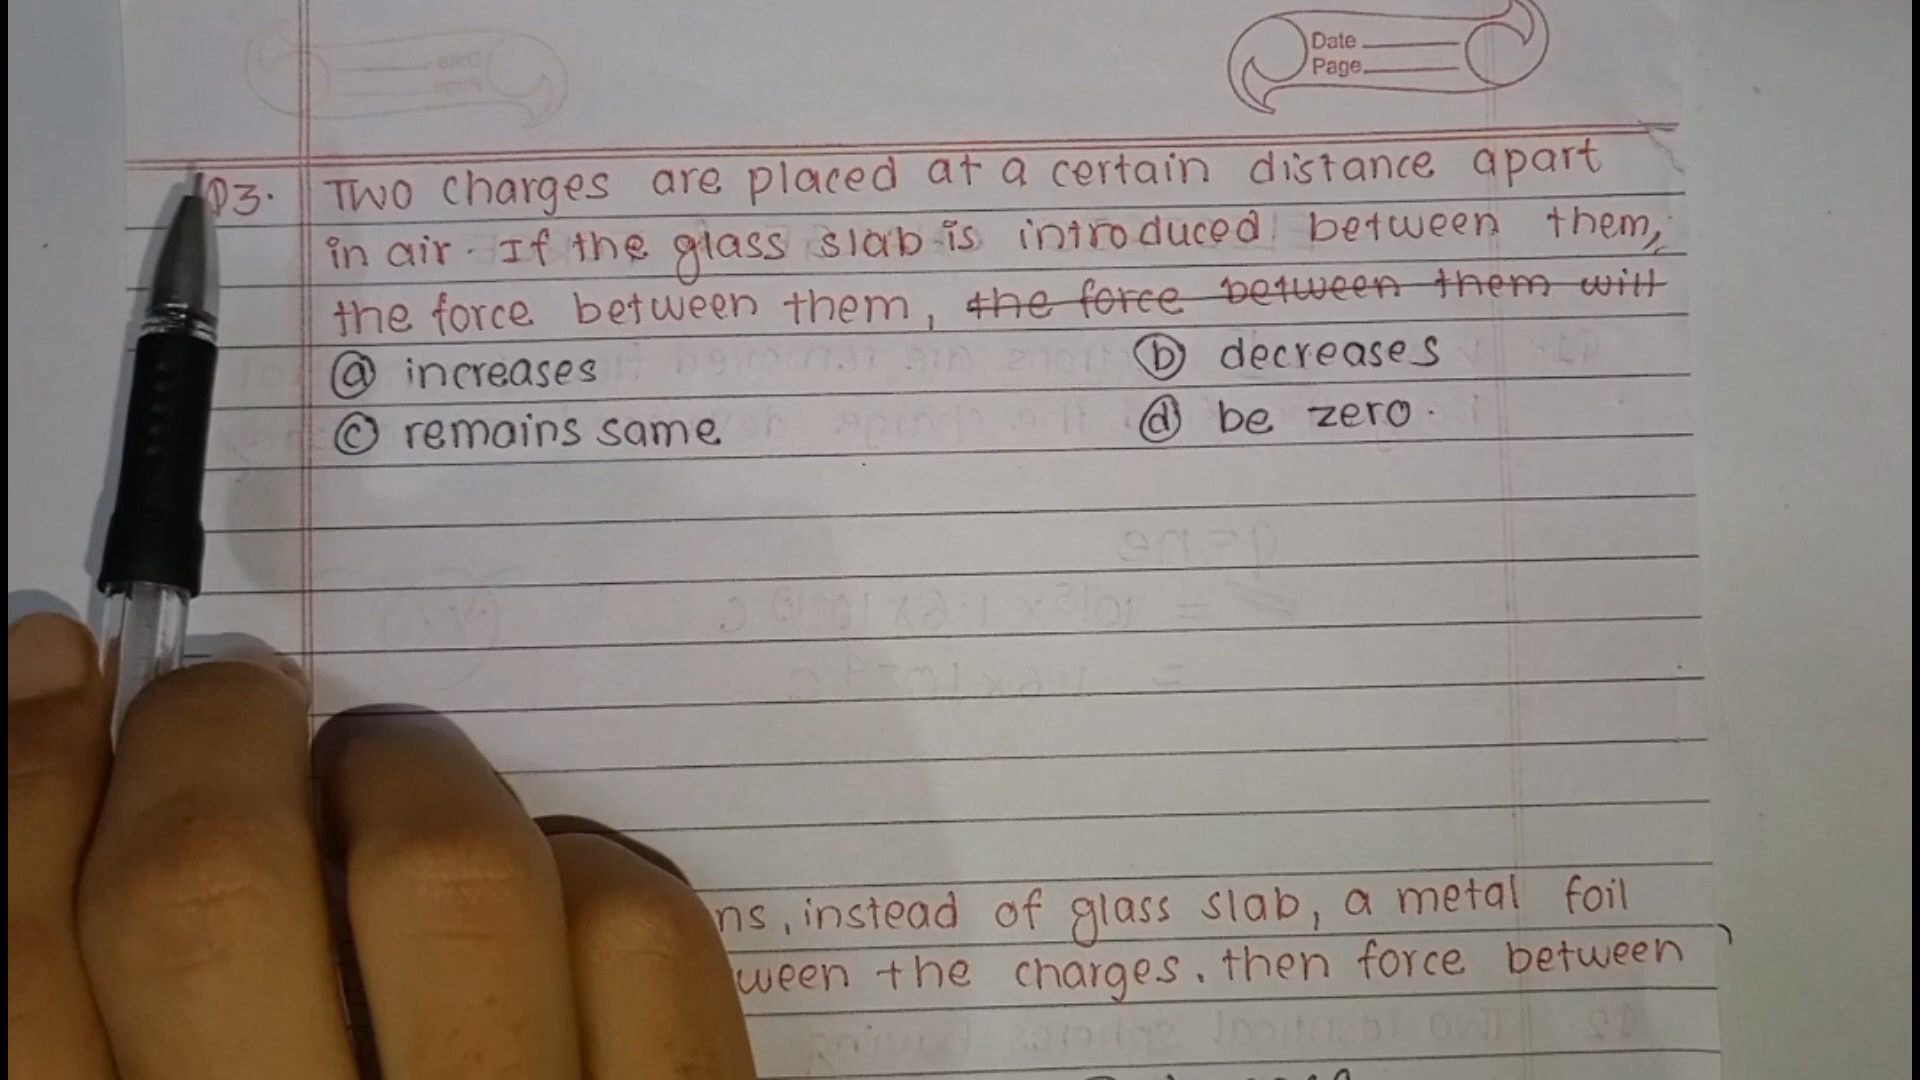 Date
Page
Q3. Two charges are placed at a certain distance apart
in air. If the glass slab is introduced between them,
the force between them, the force between them will
(a) increases (b) decreases
(c) remains same (d) be zero.
ns, instead of glass slab, a metal foil
ween the charges. then force between